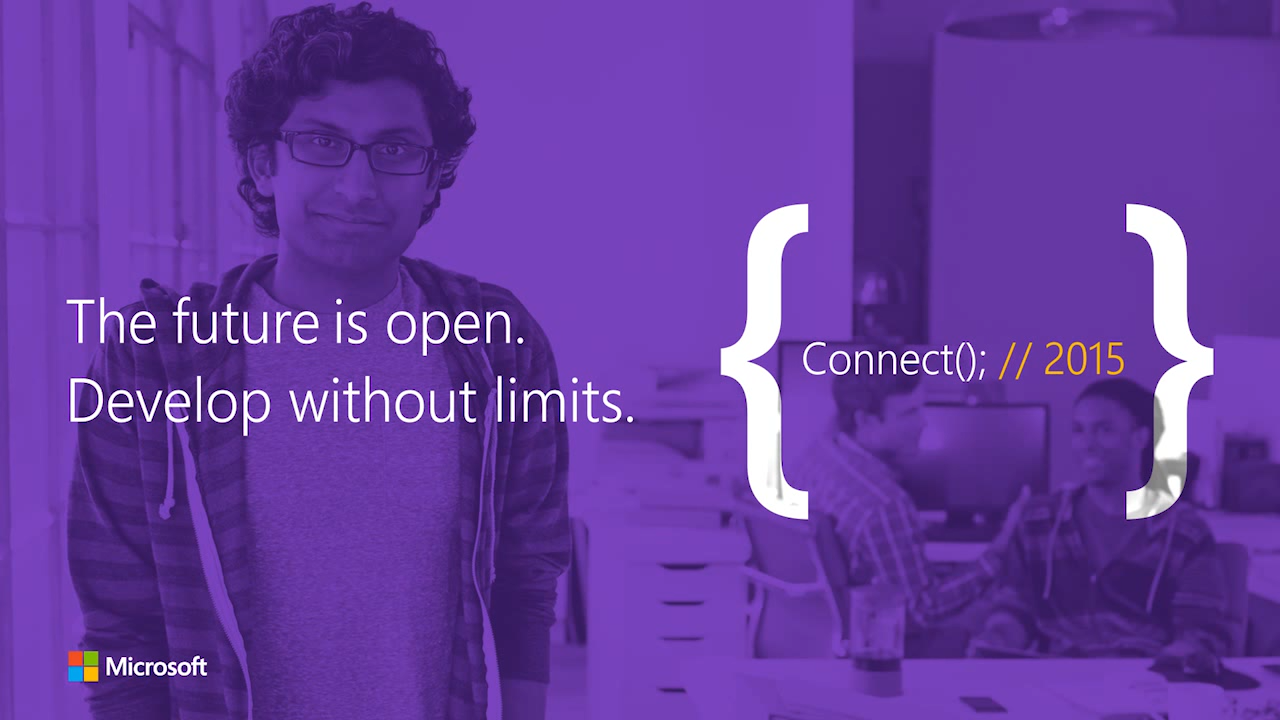 The future is open.
Develop without limits.
{ Connect(); // 2015 }
Microsoft